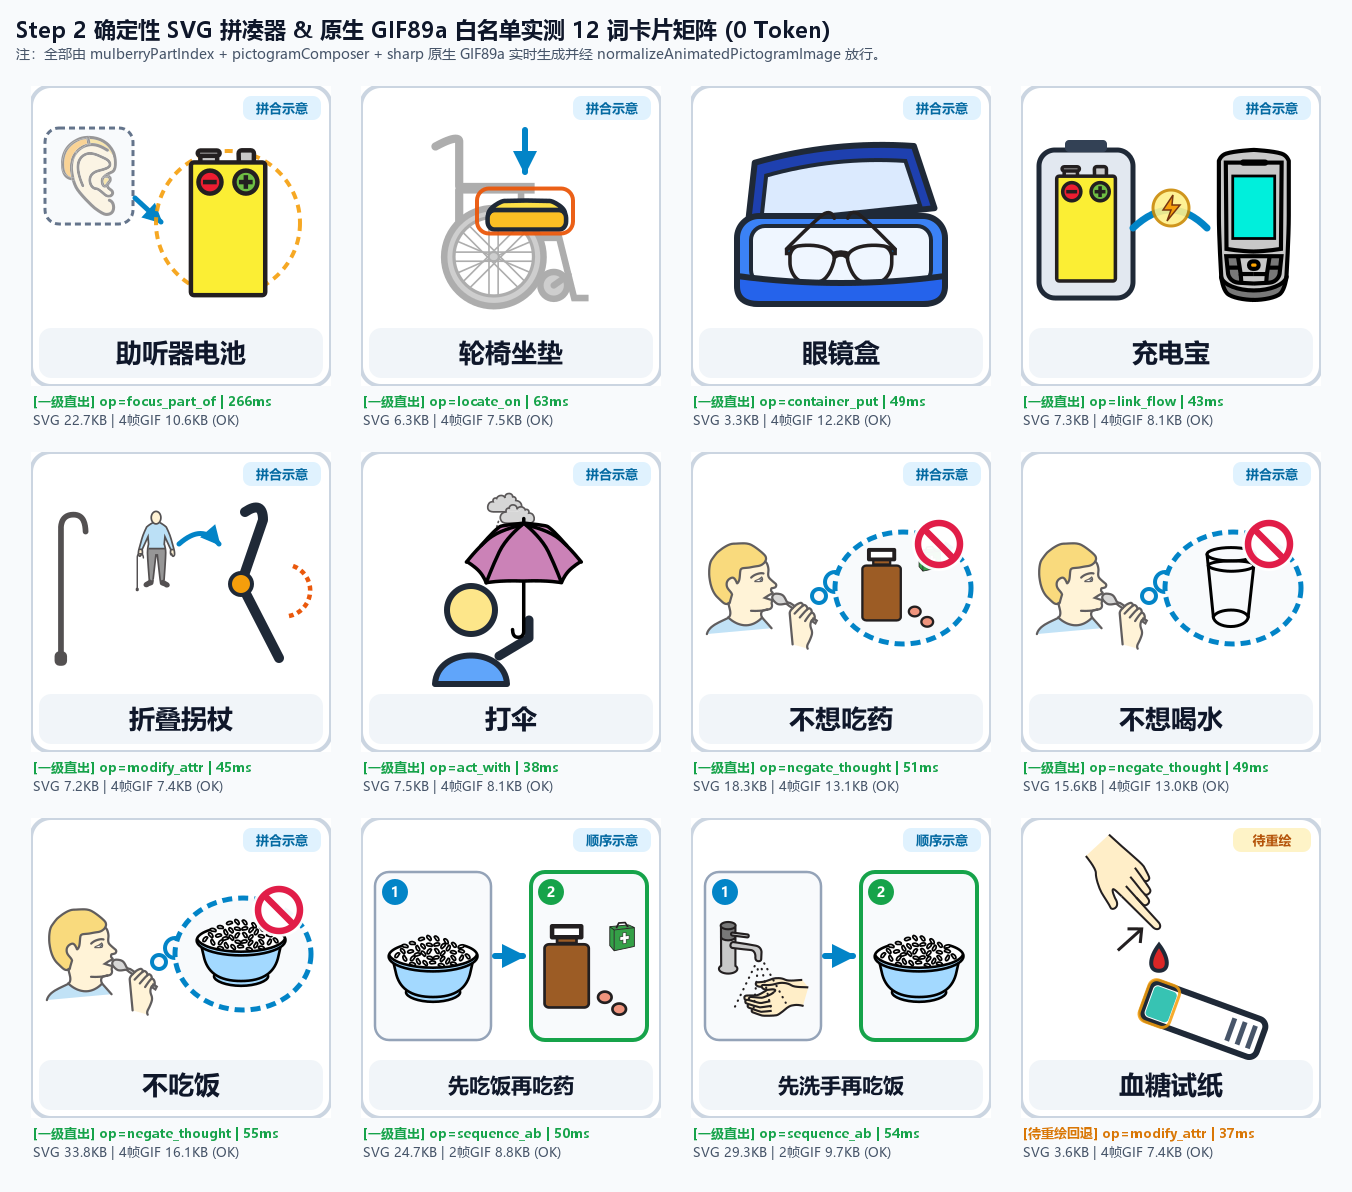 Step 2 确定性 SVG 拼凑器 & 原生 GIF89a 白名单实测 12 词卡片矩阵 (0 Token)
注：全部由 mulberryPartIndex + pictogramComposer + sharp 原生 GIF89a 实时生成并经 normalizeAnimatedPictogramImage 放行。
拼合示意
助听器电池
[一级直出] op=focus_part_of | 266ms
SVG 22.7KB | 4帧GIF 10.6KB (OK)
拼合示意
轮椅坐垫
[一级直出] op=locate_on | 63ms
SVG 6.3KB | 4帧GIF 7.5KB (OK)
拼合示意
眼镜盒
[一级直出] op=container_put | 49ms
SVG 3.3KB | 4帧GIF 12.2KB (OK)
拼合示意
充电宝
[一级直出] op=link_flow | 43ms
SVG 7.3KB | 4帧GIF 8.1KB (OK)
拼合示意
折叠拐杖
[一级直出] op=modify_attr | 45ms
SVG 7.2KB | 4帧GIF 7.4KB (OK)
拼合示意
打伞
[一级直出] op=act_with | 38ms
SVG 7.5KB | 4帧GIF 8.1KB (OK)
拼合示意
不想吃药
[一级直出] op=negate_thought | 51ms
SVG 18.3KB | 4帧GIF 13.1KB (OK)
拼合示意
不想喝水
[一级直出] op=negate_thought | 49ms
SVG 15.6KB | 4帧GIF 13.0KB (OK)
拼合示意
不吃饭
[一级直出] op=negate_thought | 55ms
SVG 33.8KB | 4帧GIF 16.1KB (OK)
顺序示意
1
2
先吃饭再吃药
[一级直出] op=sequence_ab | 50ms
SVG 24.7KB | 2帧GIF 8.8KB (OK)
顺序示意
1
2
先洗手再吃饭
[一级直出] op=sequence_ab | 54ms
SVG 29.3KB | 2帧GIF 9.7KB (OK)
待重绘
血糖试纸
[待重绘回退] op=modify_attr | 37ms
SVG 3.6KB | 4帧GIF 7.4KB (OK)